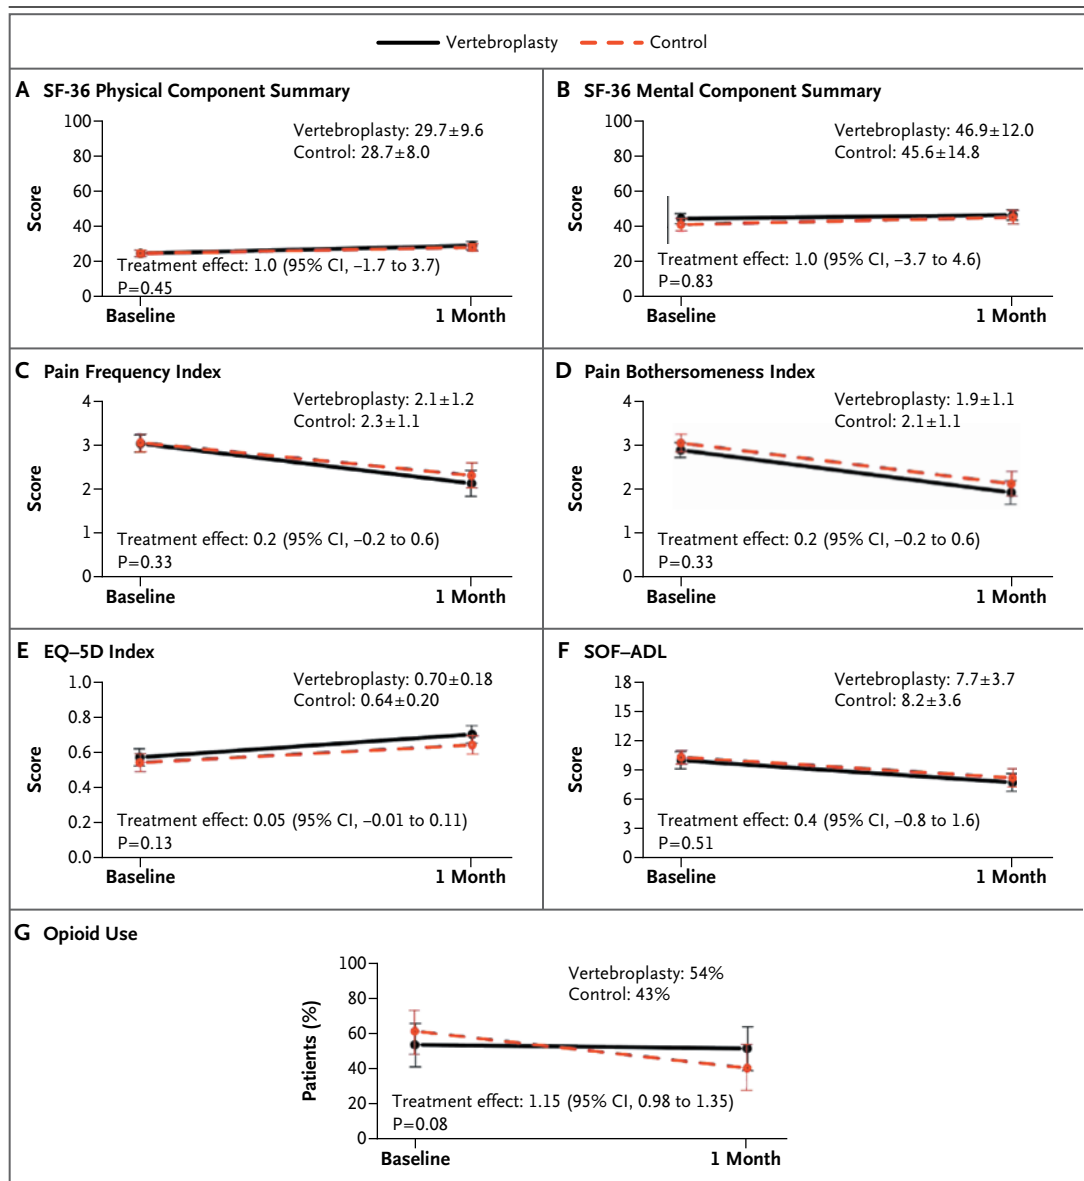 Vertebroplasty Control
A SF-36 Physical Component Summary
100
80
60
40
20
0
Score
Vertebroplasty: 29.7±9.6
Control: 28.7±8.0
Treatment effect: 1.0 (95% CI, –1.7 to 3.7)
P=0.45
Baseline 1 Month
B SF-36 Mental Component Summary
100
80
60
40
20
0
Score
Vertebroplasty: 46.9±12.0
Control: 45.6±14.8
Treatment effect: 1.0 (95% CI, –3.7 to 4.6)
P=0.83
Baseline 1 Month
C Pain Frequency Index
4
3
2
1
0
Score
Vertebroplasty: 2.1±1.2
Control: 2.3±1.1
Treatment effect: 0.2 (95% CI, –0.2 to 0.6)
P=0.33
Baseline 1 Month
D Pain Bothersomeness Index
4
3
2
1
0
Score
Vertebroplasty: 1.9±1.1
Control: 2.1±1.1
Treatment effect: 0.2 (95% CI, –0.2 to 0.6)
P=0.33
Baseline 1 Month
E EQ–5D Index
1.0
0.8
0.6
0.4
0.2
0.0
Score
Vertebroplasty: 0.70±0.18
Control: 0.64±0.20
Treatment effect: 0.05 (95% CI, –0.01 to 0.11)
P=0.13
Baseline 1 Month
F SOF–ADL
18
15
12
9
6
3
0
Score
Vertebroplasty: 7.7±3.7
Control: 8.2±3.6
Treatment effect: 0.4 (95% CI, –0.8 to 1.6)
P=0.51
Baseline 1 Month
G Opioid Use
100
80
60
40
20
0
Patients (%)
Vertebroplasty: 54%
Control: 43%
Treatment effect: 1.15 (95% CI, 0.98 to 1.35)
P=0.08
Baseline 1 Month